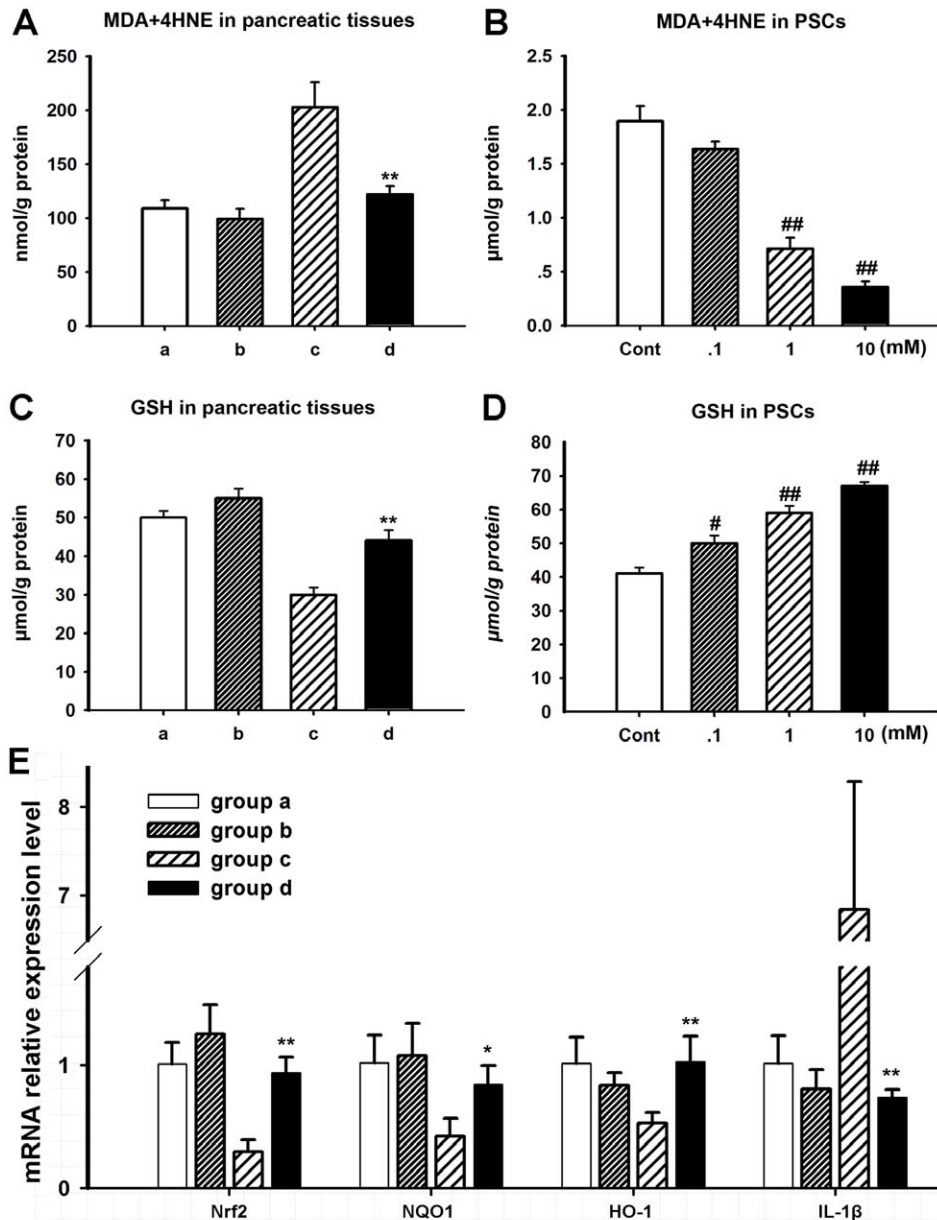 A
MDA+4HNE in pancreatic tissues
250
200
150
100
50
0
nmol/g protein
**
a b c d
B
MDA+4HNE in PSCs
2.5
2.0
1.5
1.0
.5
0.0
µmol/g protein
##
##
Cont .1 1 10 (mM)
C
GSH in pancreatic tissues
70
60
50
40
30
20
10
0
µmol/g protein
**
a b c d
D
GSH in PSCs
80
70
60
50
40
30
20
10
0
µmol/g protein
#
##
##
Cont .1 1 10 (mM)
E
mRNA relative expression level
8
7
1
0
group a
group b
group c
group d
**
*
**
**
Nrf2 NQO1 HO-1 IL-1β